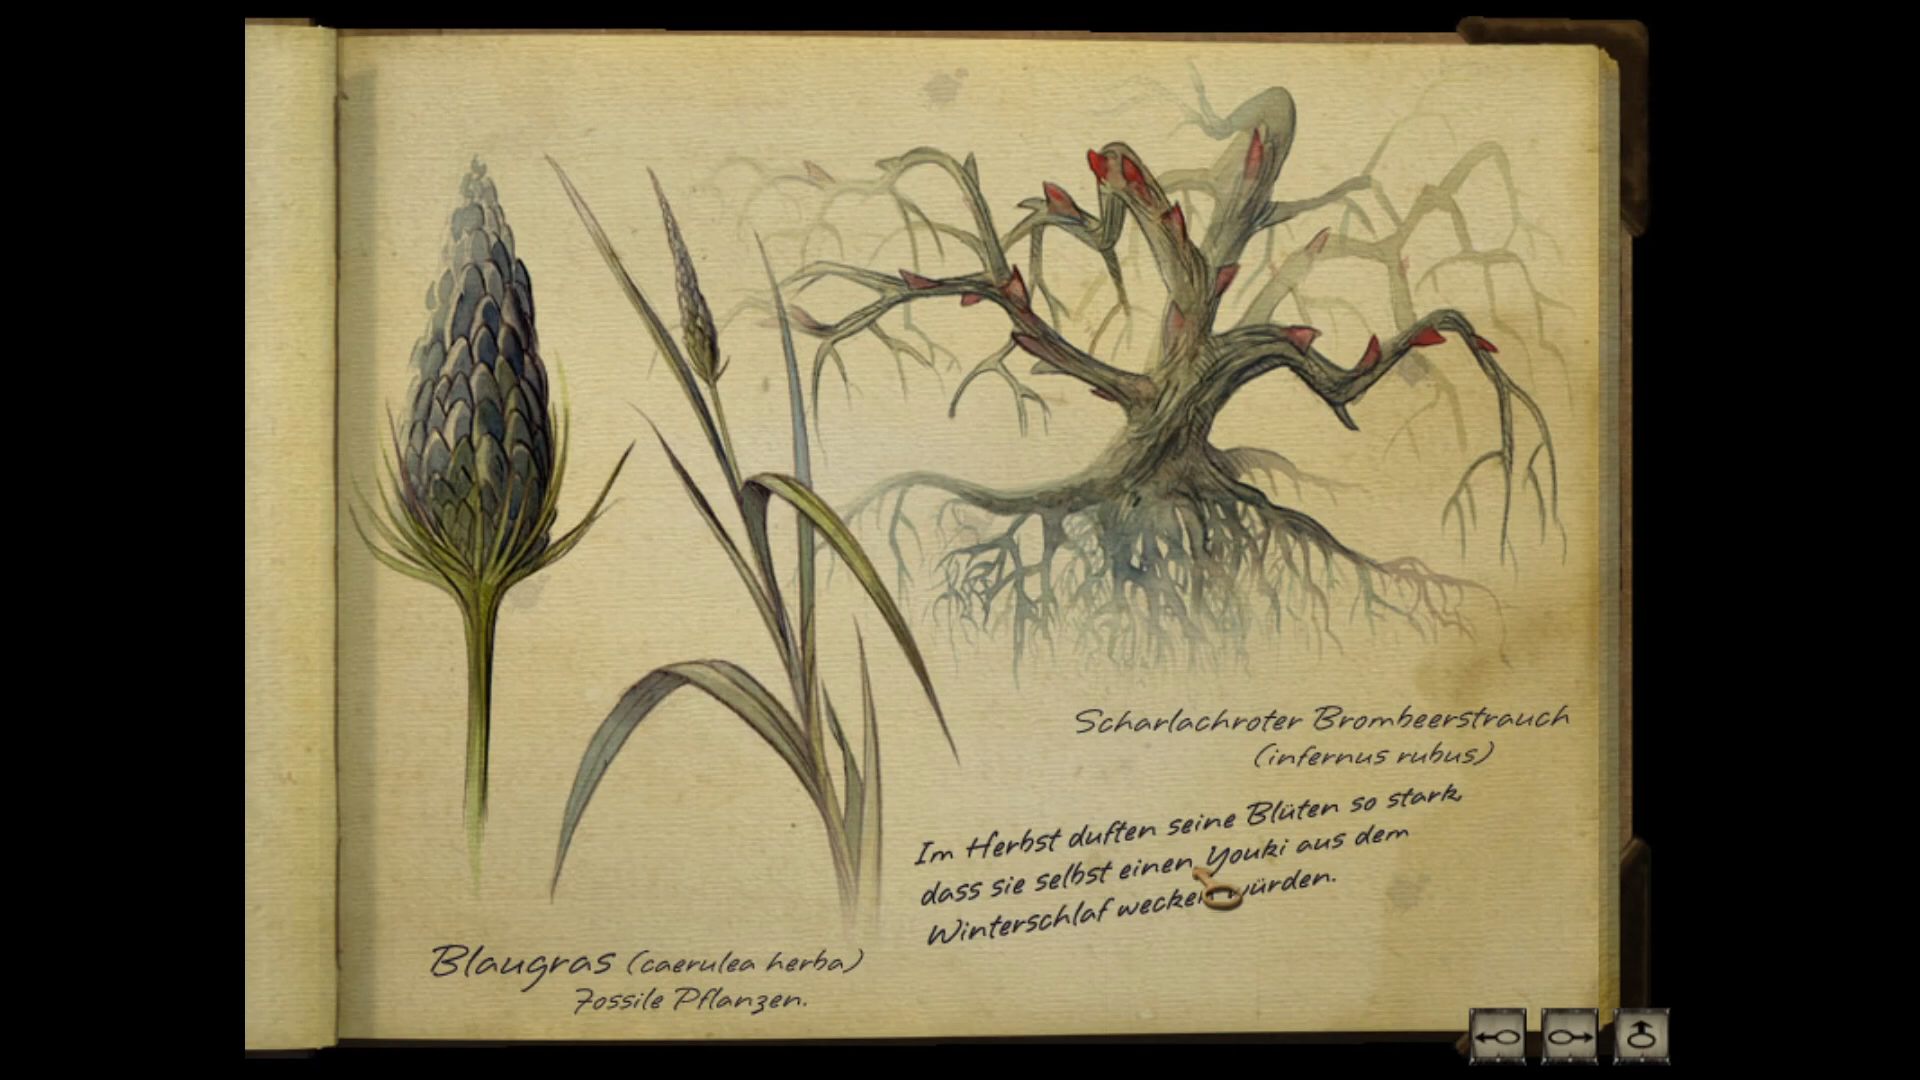 Scharlachroter Brombeerstrauch
(infernus rubus)
Im Herbst duften seine Blüten so stark,
dass sie selbst einen Youki aus dem
Winterschlaf wecken würden.
Blaugras (caerulea herba)
Fossile Pflanzen.